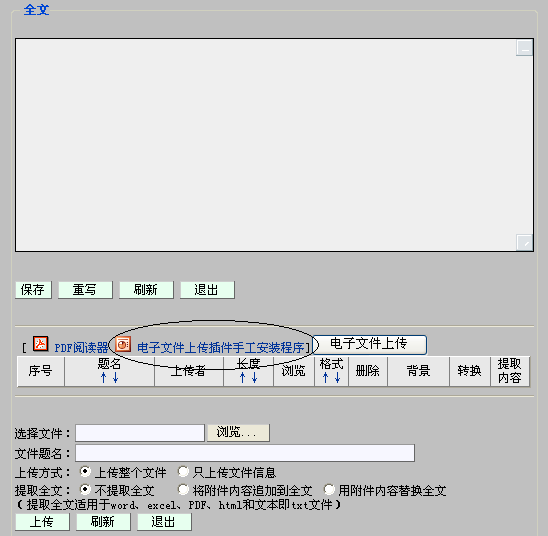 全文
保存 重写 刷新 退出
[ PDF阅读器 电子文件上传插件手工安装程序] 电子文件上传
序号 题名 ↑↓ 上传者 长度 ↑↓ 浏览 格式 ↑↓ 删除 背景 转换 提取内容
选择文件： 浏览...
文件题名：
上传方式： 上传整个文件 只上传文件信息
提取全文： 不提取全文 将附件内容追加到全文 用附件内容替换全文
（提取全文适用于word、excel、PDF、html和文本即txt文件）
上传 刷新 退出